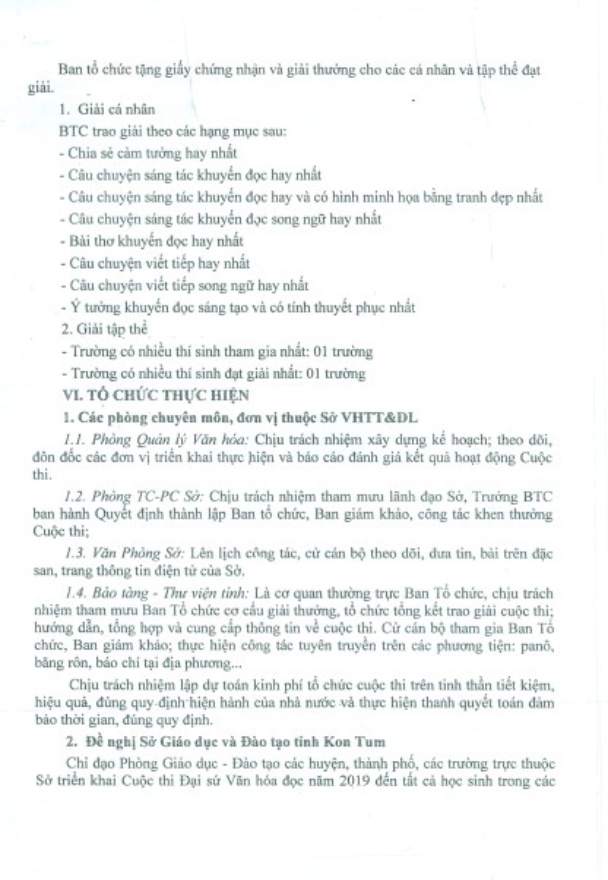 Ban tổ chức tặng giấy chứng nhận và giải thưởng cho các cá nhân và tập thể đạt
giải.
1. Giải cá nhân
BTC trao giải theo các hạng mục sau:
- Chia sẻ cảm tưởng hay nhất
- Câu chuyện sáng tác khuyến đọc hay nhất
- Câu chuyện sáng tác khuyến đọc hay và có hình minh họa bằng tranh đẹp nhất
- Câu chuyện sáng tác khuyến đọc song ngữ hay nhất
- Bài thơ khuyến đọc hay nhất
- Câu chuyện viết tiếp hay nhất
- Câu chuyện viết tiếp song ngữ hay nhất
- Ý tưởng khuyến đọc sáng tạo và có tính thuyết phục nhất
2. Giải tập thể
- Trường có nhiều thí sinh tham gia nhất: 01 trường
- Trường có nhiều thí sinh đạt giải nhất: 01 trường
VI. TỔ CHỨC THỰC HIỆN
1. Các phòng chuyên môn, đơn vị thuộc Sở VHTT&DL
1.1. Phòng Quản lý Văn hóa: Chịu trách nhiệm xây dựng kế hoạch; theo dõi,
đôn đốc các đơn vị triển khai thực hiện và báo cáo đánh giá kết quả hoạt động Cuộc
thi.
1.2. Phòng TC-PC Sở: Chịu trách nhiệm tham mưu lãnh đạo Sở, Trưởng BTC
ban hành Quyết định thành lập Ban tổ chức, Ban giám khảo, công tác khen thưởng
Cuộc thi;
1.3. Văn Phòng Sở: Lên lịch công tác, cử cán bộ theo dõi, đưa tin, bài trên đặc
san, trang thông tin điện tử của Sở.
1.4. Bảo tàng - Thư viện tỉnh: Là cơ quan thường trực Ban Tổ chức, chịu trách
nhiệm tham mưu Ban Tổ chức cơ cấu giải thưởng, tổ chức tổng kết trao giải cuộc thi;
hướng dẫn, tổng hợp và cung cấp thông tin về cuộc thi. Cử cán bộ tham gia Ban Tổ
chức, Ban giám khảo; thực hiện công tác tuyên truyền trên các phương tiện: panô,
băng rôn, báo chí tại địa phương...
Chịu trách nhiệm lập dự toán kinh phí tổ chức cuộc thi trên tinh thần tiết kiệm,
hiệu quả, đúng quy định hiện hành của nhà nước và thực hiện thanh quyết toán đảm
bảo thời gian, đúng quy định.
2. Đề nghị Sở Giáo dục và Đào tạo tỉnh Kon Tum
Chỉ đạo Phòng Giáo dục - Đào tạo các huyện, thành phố, các trường trực thuộc
Sở triển khai Cuộc thi Đại sứ Văn hóa đọc năm 2019 đến tất cả học sinh trong các